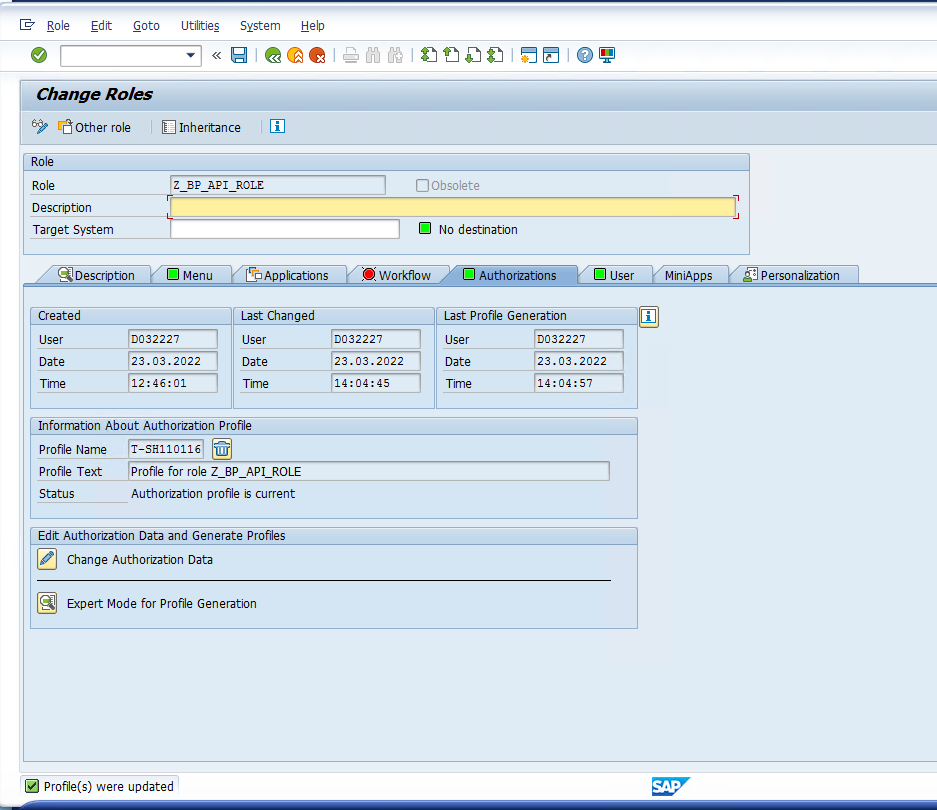 Role Edit Goto Utilities System Help
Change Roles
Other role Inheritance
Role
Role Z_BP_API_ROLE Obsolete
Description
Target System No destination
Description Menu Applications Workflow Authorizations User MiniApps Personalization
Created Last Changed Last Profile Generation
User D032227 User D032227 User D032227
Date 23.03.2022 Date 23.03.2022 Date 23.03.2022
Time 12:46:01 Time 14:04:45 Time 14:04:57
Information About Authorization Profile
Profile Name T-SH110116
Profile Text Profile for role Z_BP_API_ROLE
Status Authorization profile is current
Edit Authorization Data and Generate Profiles
Change Authorization Data
Expert Mode for Profile Generation
Profile(s) were updated SAP